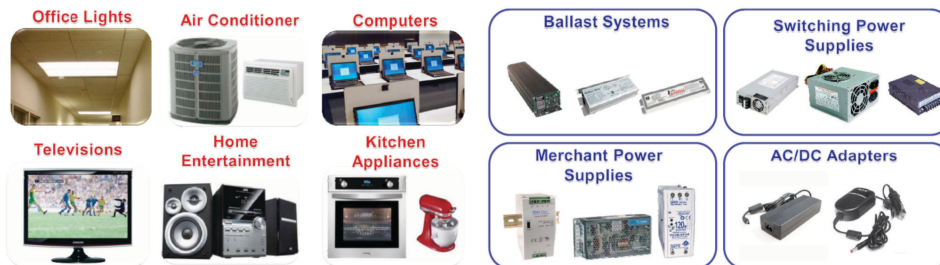 Office Lights
Air Conditioner
Computers
Ballast Systems
Switching Power
Supplies
Televisions
Home
Entertainment
Kitchen
Appliances
Merchant Power
Supplies
AC/DC Adapters